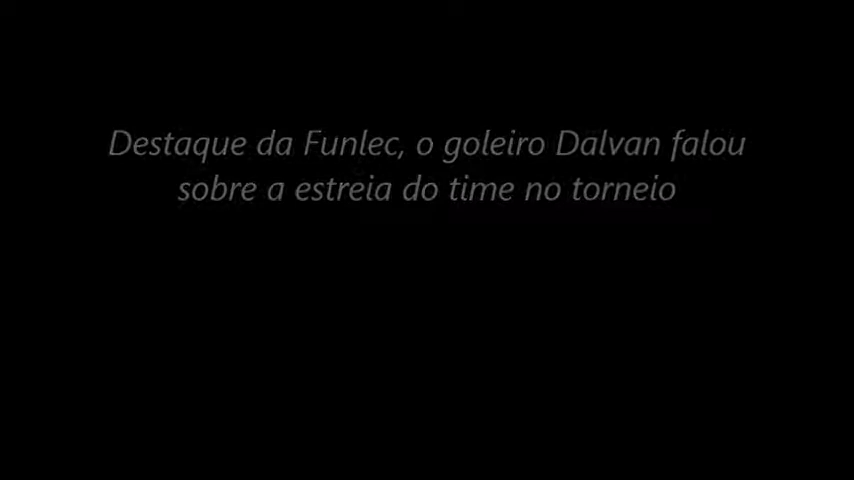 Destaque da Funlec, o goleiro Dalvan falou
sobre a estreia do time no torneio